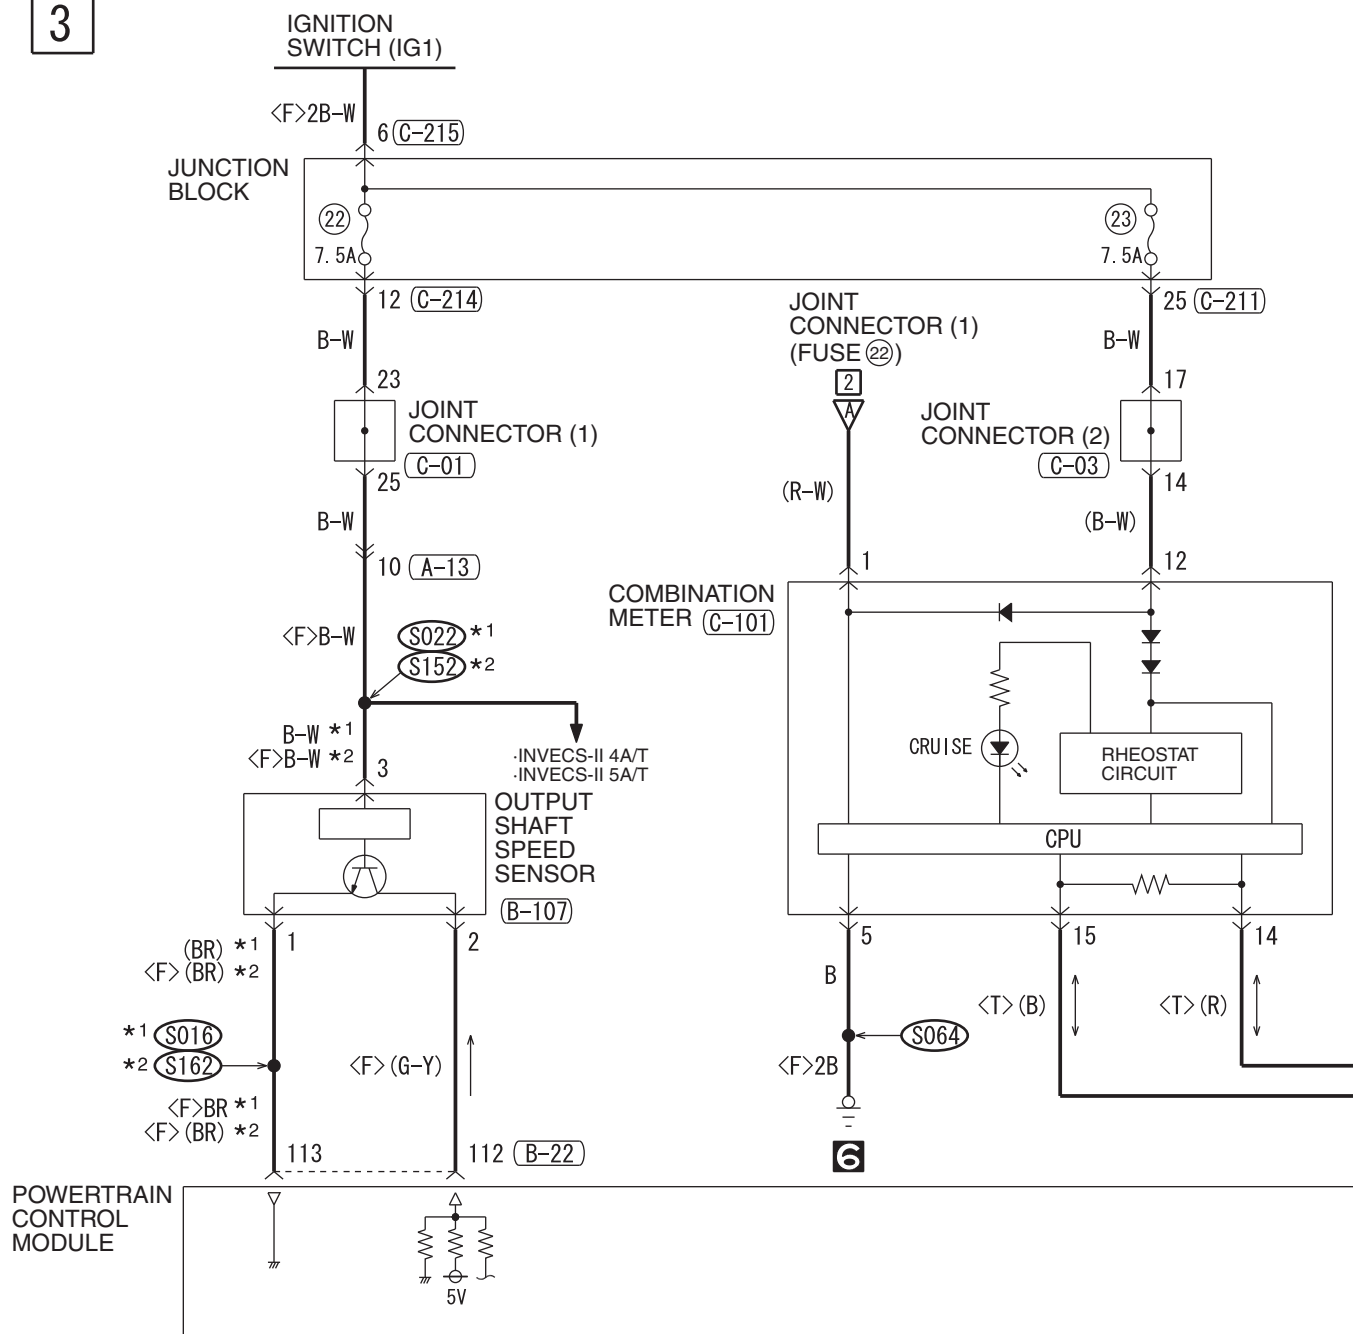 3
IGNITION
SWITCH (IG1)
<F>2B-W
6 (C-215)
JUNCTION
BLOCK
22
7.5A
23
7.5A
12 (C-214)
B-W
23
JOINT
CONNECTOR (1)
C-01
25
B-W
10 (A-13)
<F>B-W
S022 *1
S152 *2
B-W *1
<F>B-W *2
3
·INVECS-II 4A/T
·INVECS-II 5A/T
OUTPUT
SHAFT
SPEED
SENSOR
B-107
1
2
(BR) *1
<F>(BR) *2
*1 S016
*2 S162
<F>(G-Y)
<F>BR *1
<F>(BR) *2
113
112 (B-22)
POWERTRAIN
CONTROL
MODULE
5V
JOINT
CONNECTOR (1)
(FUSE 22)
2
A
(R-W)
1
25 (C-211)
B-W
17
JOINT
CONNECTOR (2)
C-03
14
(B-W)
12
COMBINATION
METER C-101
CRUISE
RHEOSTAT
CIRCUIT
CPU
5
15
14
B
<T>(B)
<T>(R)
S064
<F>2B
6